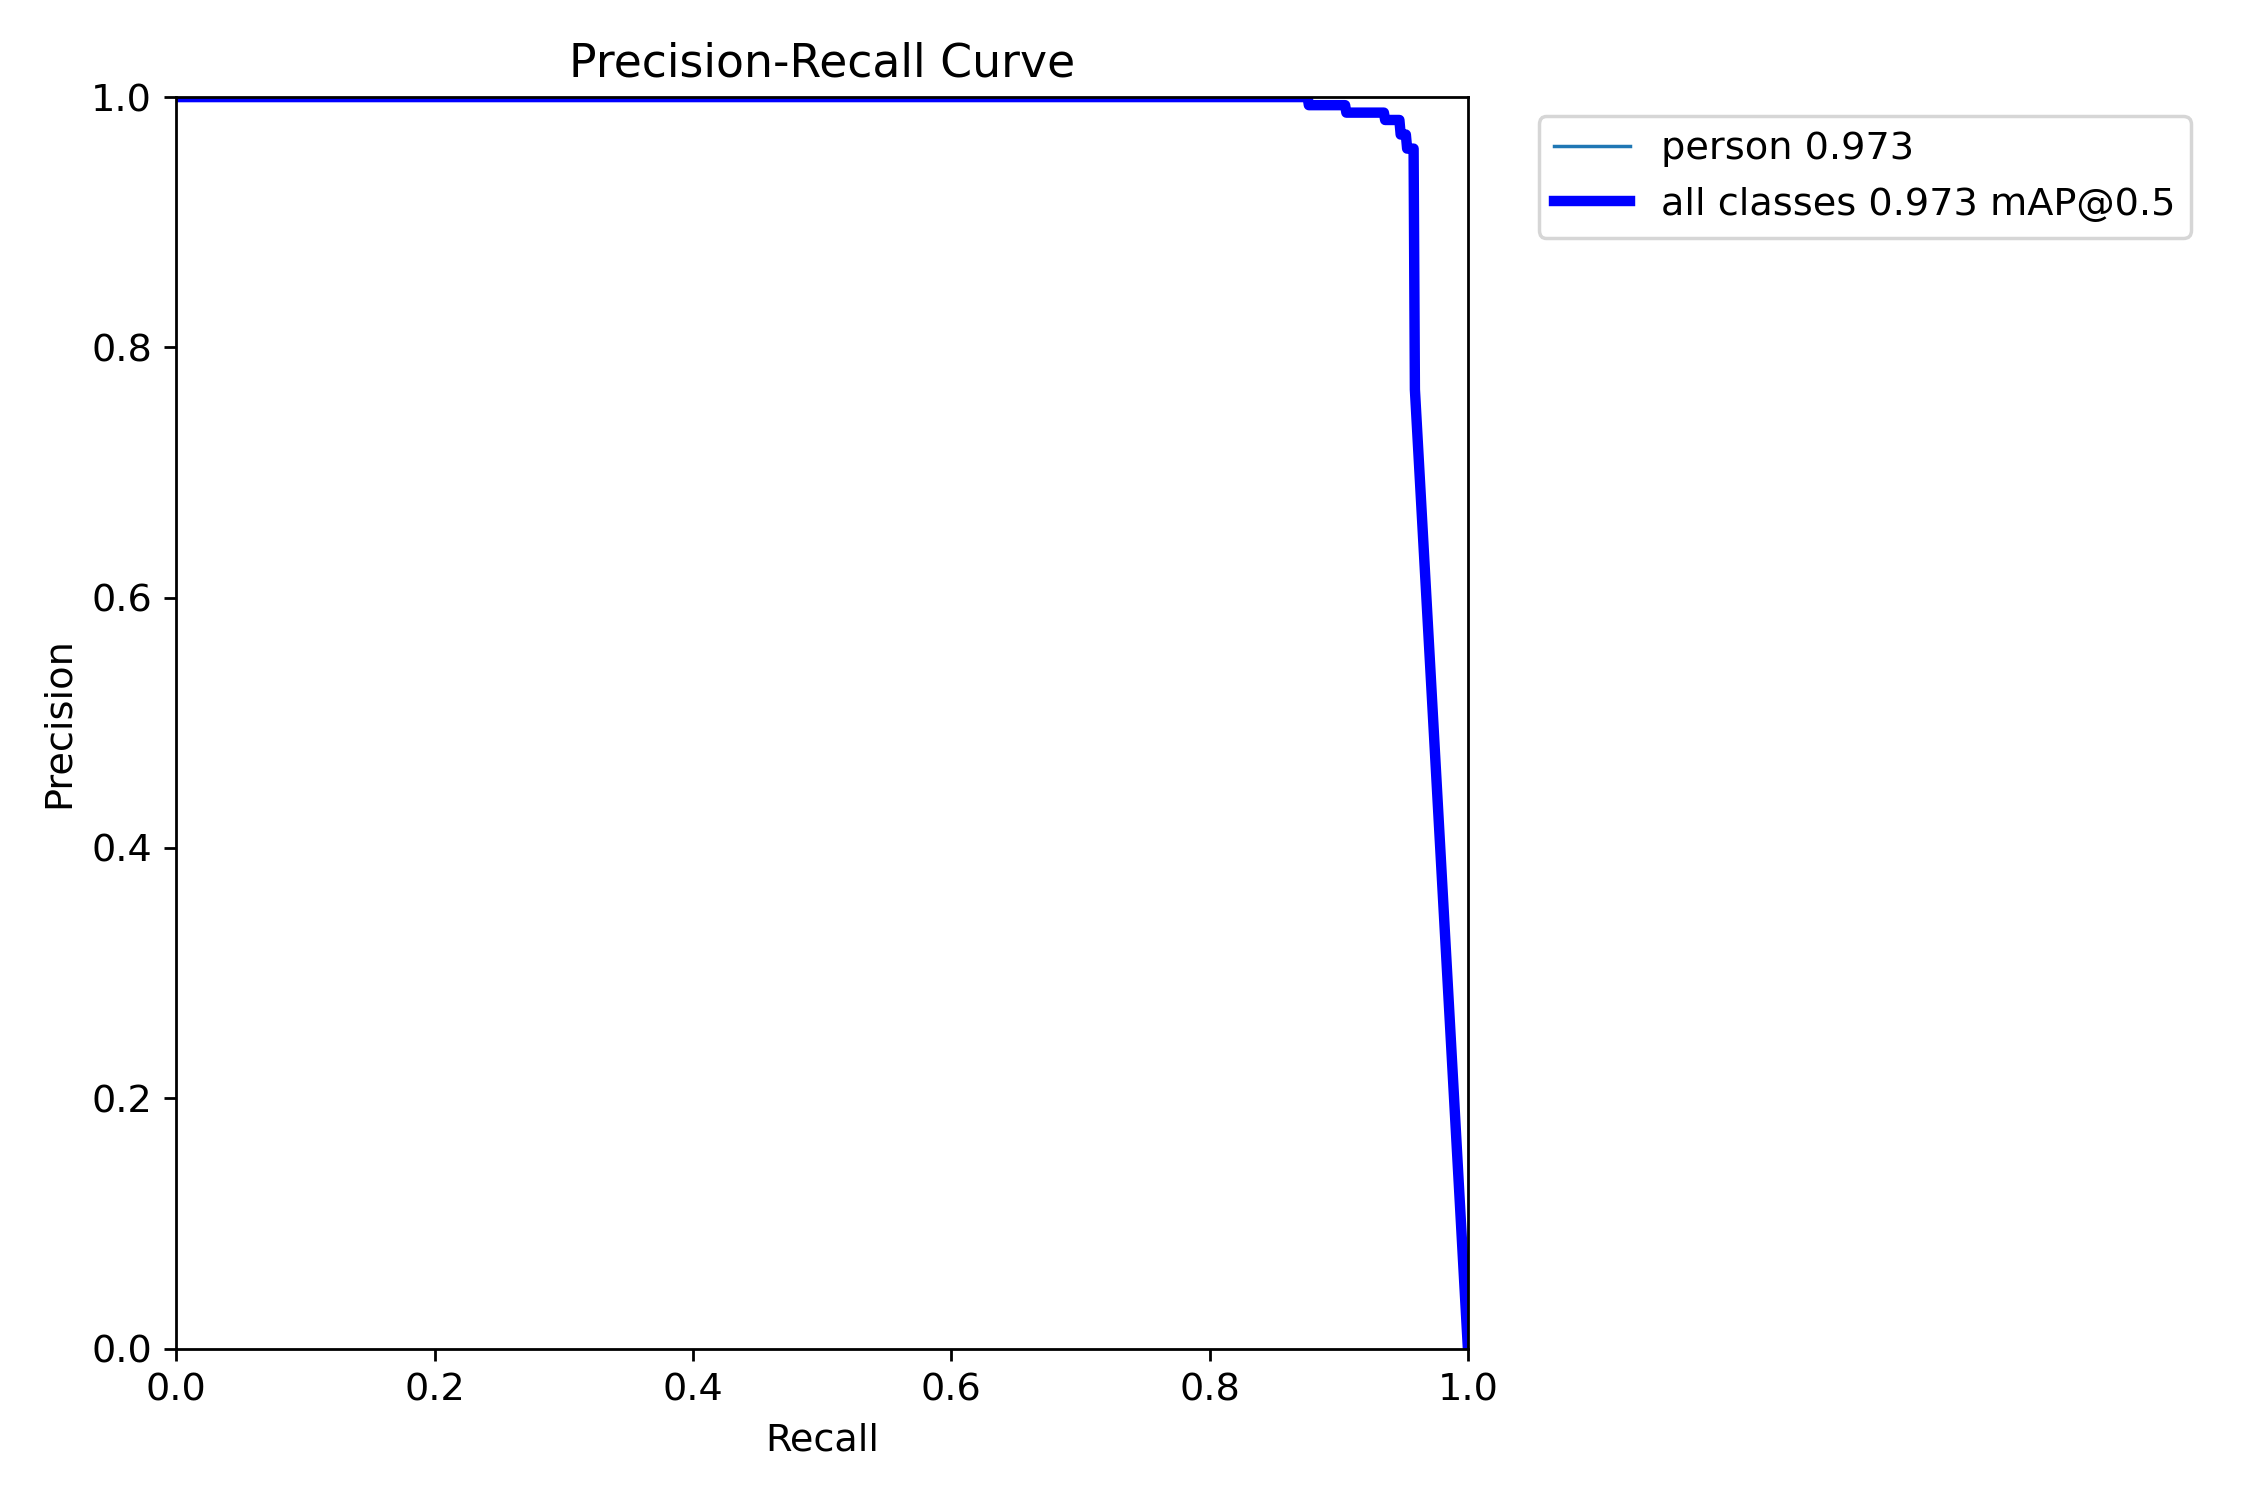 Precision-Recall Curve
person 0.973
all classes 0.973 mAP@0.5
1.0
0.8
0.6
0.4
0.2
0.0
Precision
0.0 0.2 0.4 0.6 0.8 1.0
Recall